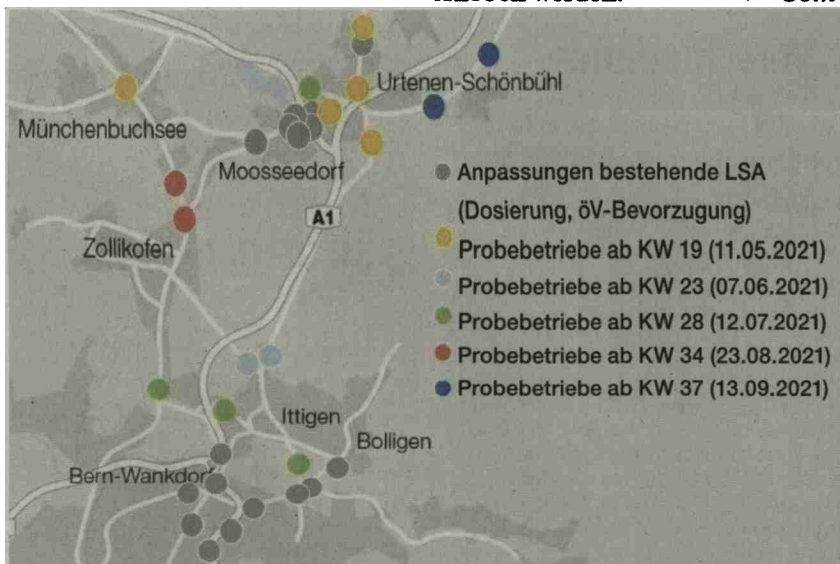 Urtenen-Schönbühl
Münchenbuchsee
Moosseedorf
A1
Zollikofen
Ittigen
Bolligen
Bern-Wankdorf
Anpassungen bestehende LSA
(Dosierung, öV-Bevorzugung)
Probebetriebe ab KW 19 (11.05.2021)
Probebetriebe ab KW 23 (07.06.2021)
Probebetriebe ab KW 28 (12.07.2021)
Probebetriebe ab KW 34 (23.08.2021)
Probebetriebe ab KW 37 (13.09.2021)